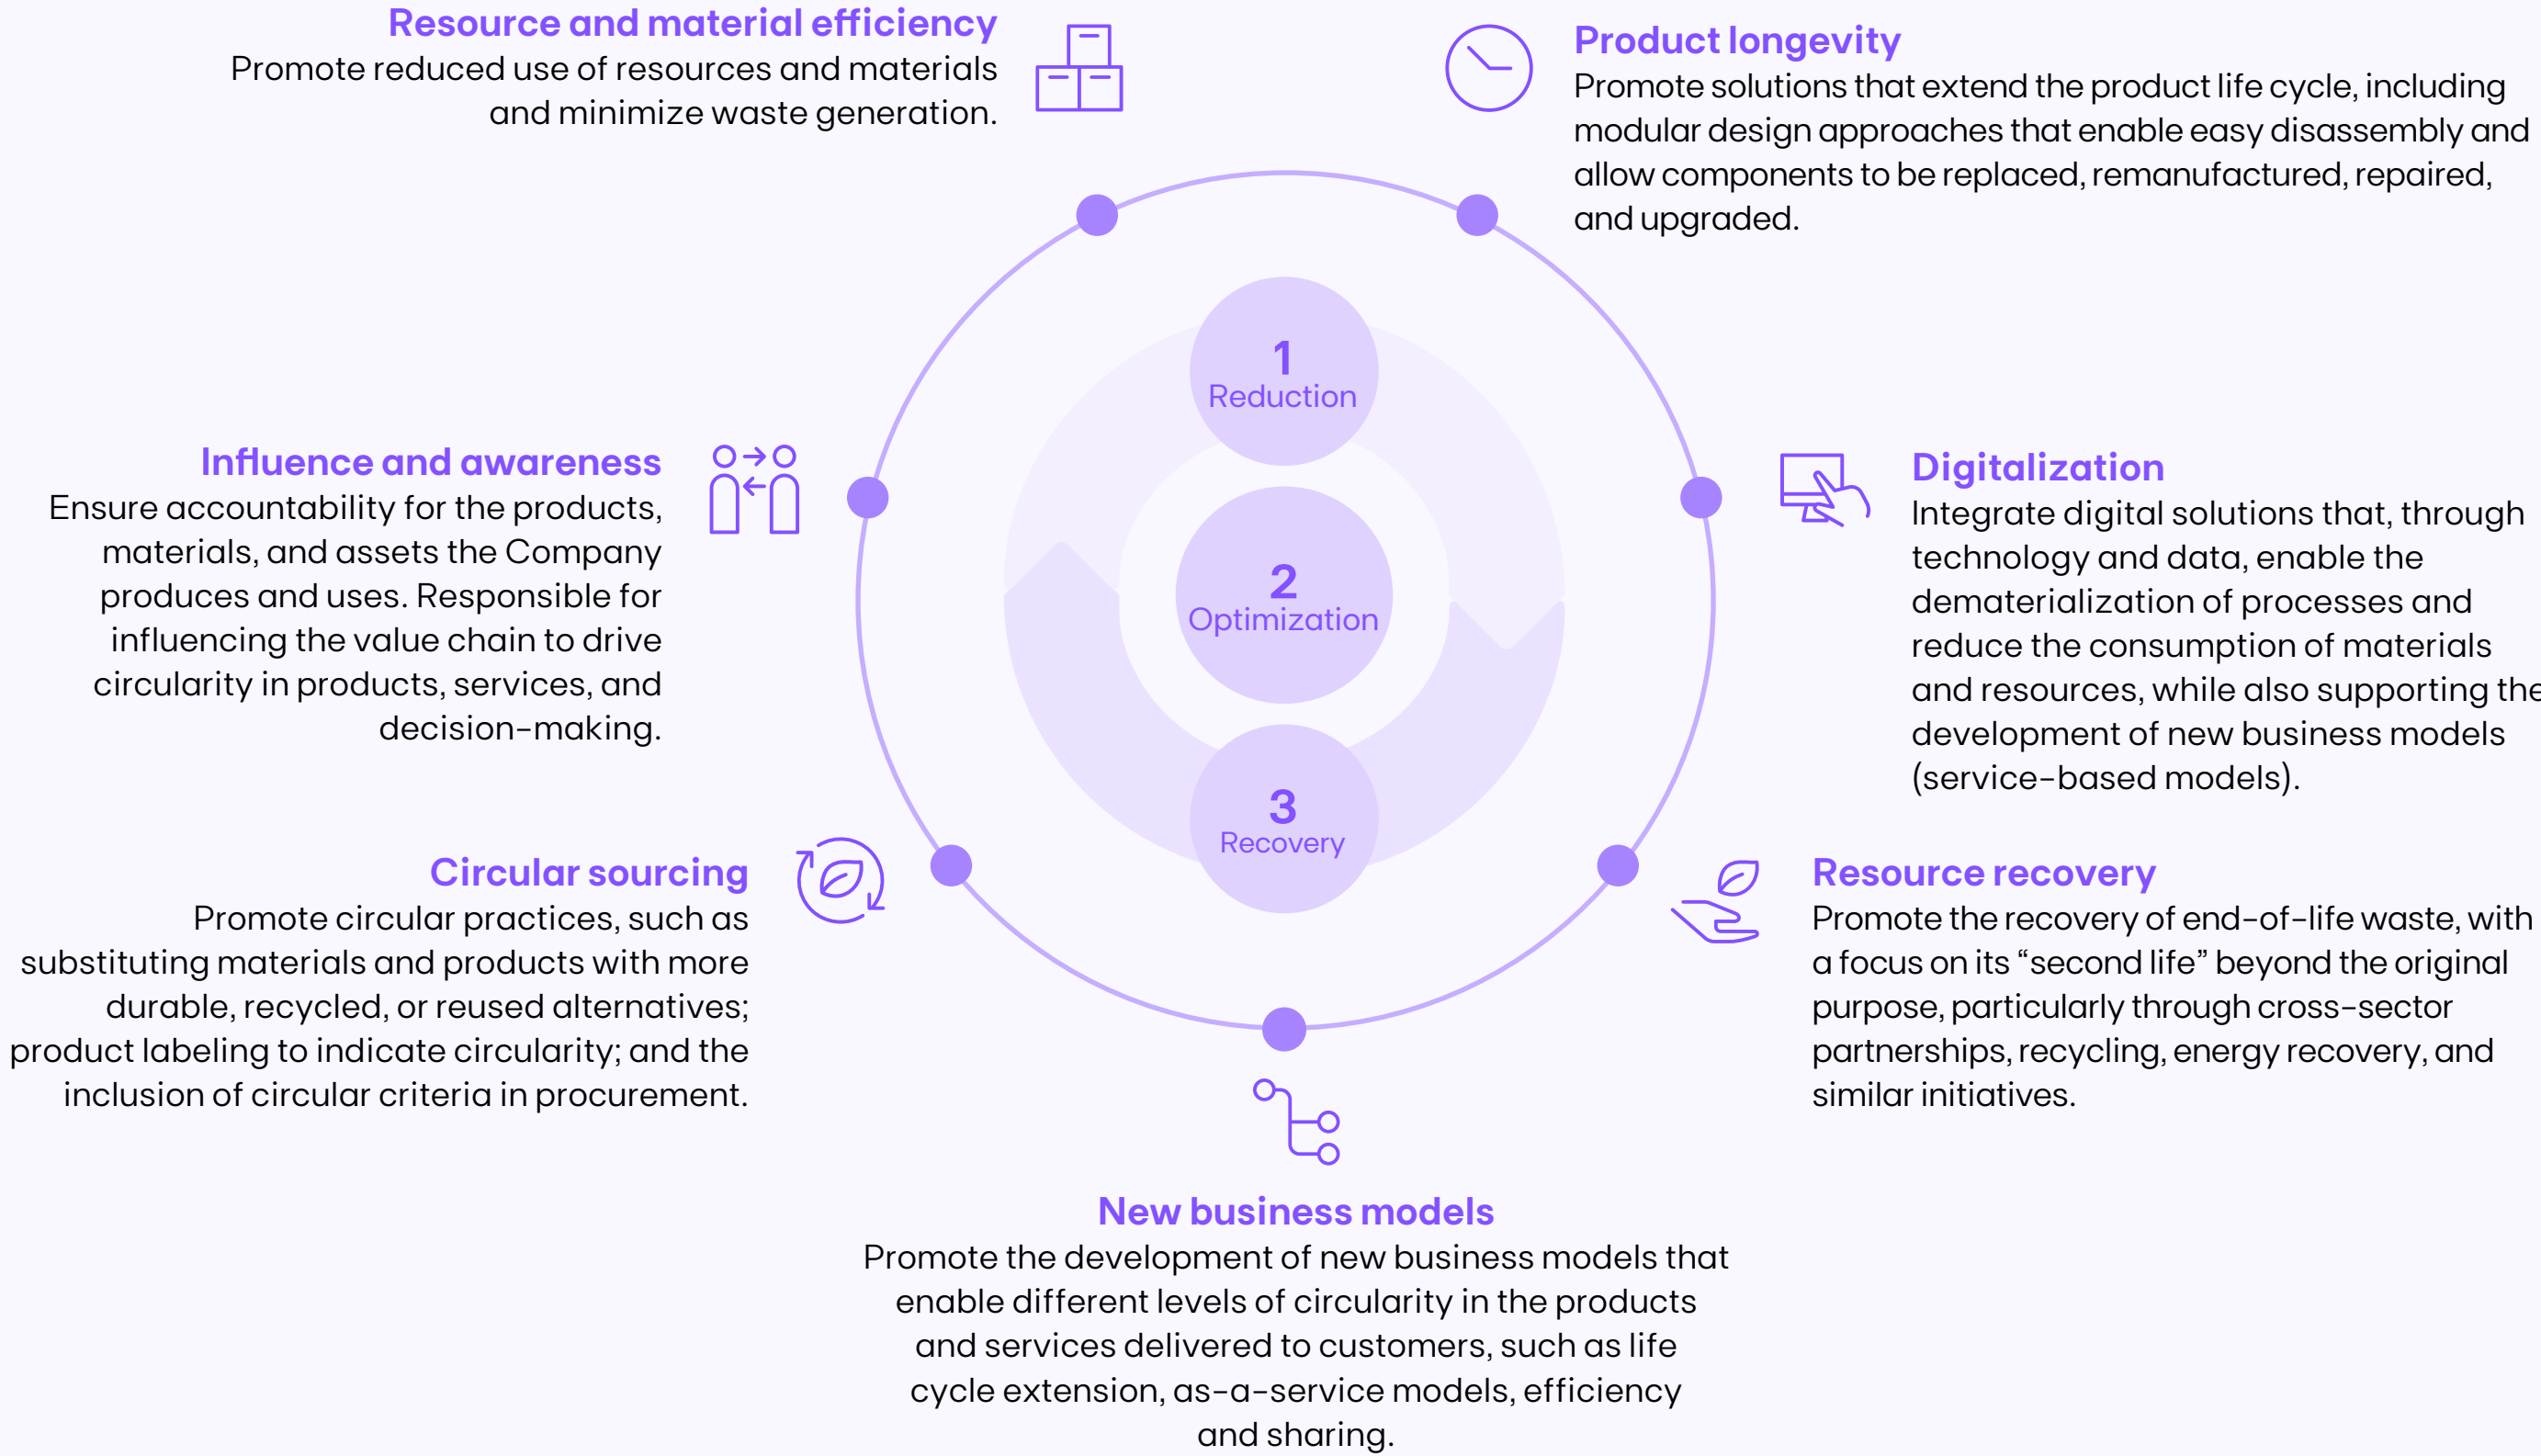 Resource and material efficiency
Promote reduced use of resources and materials
and minimize waste generation.
Product longevity
Promote solutions that extend the product life cycle, including
modular design approaches that enable easy disassembly and
allow components to be replaced, remanufactured, repaired,
and upgraded.
1
Reduction
2
Optimization
3
Recovery
Influence and awareness
Ensure accountability for the products,
materials, and assets the Company
produces and uses. Responsible for
influencing the value chain to drive
circularity in products, services, and
decision-making.
Digitalization
Integrate digital solutions that, through
technology and data, enable the
dematerialization of processes and
reduce the consumption of materials
and resources, while also supporting the
development of new business models
(service-based models).
Circular sourcing
Promote circular practices, such as
substituting materials and products with more
durable, recycled, or reused alternatives;
product labeling to indicate circularity; and the
inclusion of circular criteria in procurement.
Resource recovery
Promote the recovery of end-of-life waste, with
a focus on its “second life” beyond the original
purpose, particularly through cross-sector
partnerships, recycling, energy recovery, and
similar initiatives.
New business models
Promote the development of new business models that
enable different levels of circularity in the products
and services delivered to customers, such as life
cycle extension, as-a-service models, efficiency
and sharing.